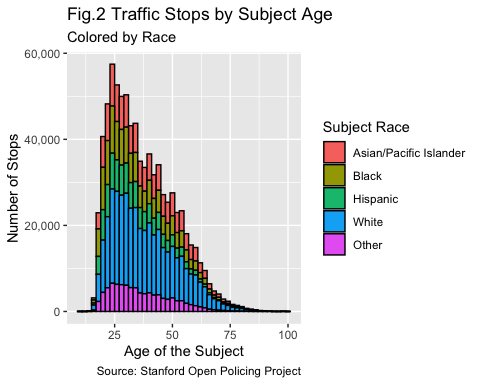 Fig.2 Traffic Stops by Subject Age
Colored by Race
60,000
40,000
20,000
0
Number of Stops
25 50 75 100
Age of the Subject
Source: Stanford Open Policing Project
Subject Race
Asian/Pacific Islander
Black
Hispanic
White
Other